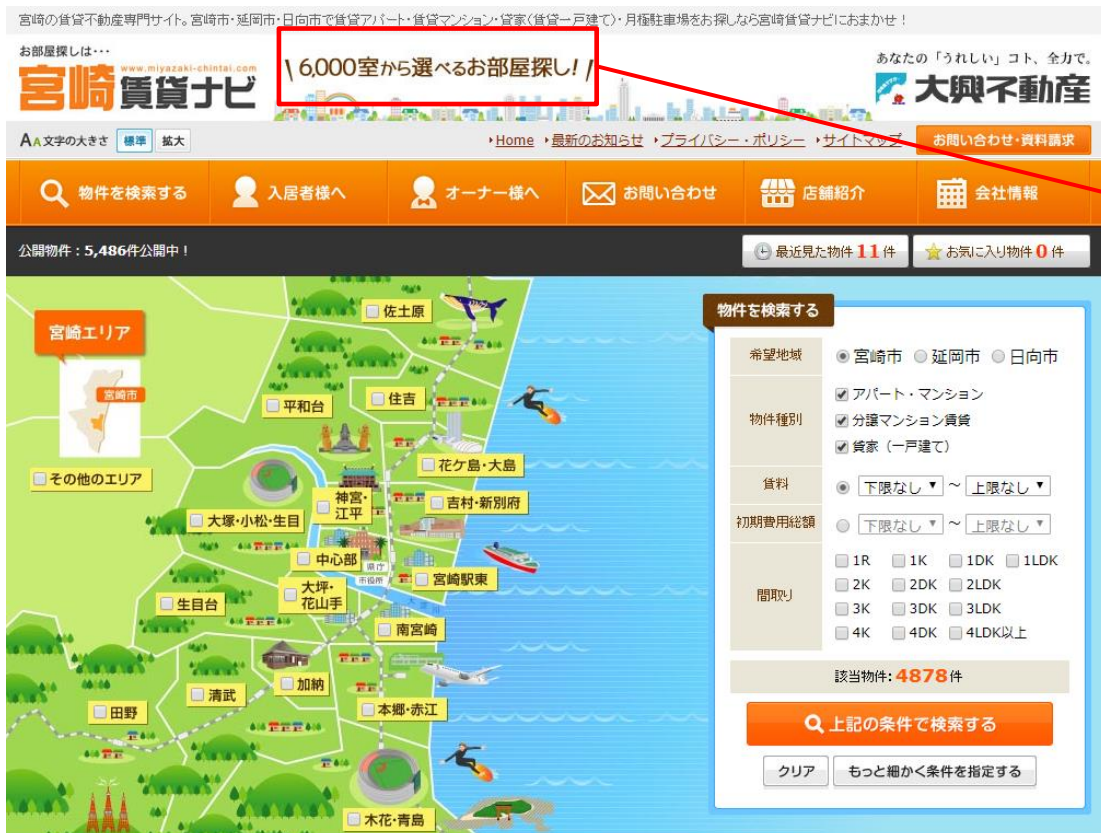 宮崎の賃貸不動産専門サイト。宮崎市・延岡市・日向市で賃貸アパート・賃貸マンション・貸家(賃貸一戸建て)・月極駐車場をお探しなら宮崎賃貸ナビにおまかせ！
お部屋探しは･･･
www.miyazaki-chintai.com
宮崎賃貸ナビ
\ 6,000室から選べるお部屋探し! /
あなたの「うれしい」コト、全力で。
大興不動産
AA文字の大きさ 標準 拡大
Home 最新のお知らせ プライバシー・ポリシー サイトマップ お問い合わせ・資料請求
物件を検索する 入居者様へ オーナー様へ お問い合わせ 店舗紹介 会社情報
公開物件：5,486件公開中！
最近見た物件 11 件 お気に入り物件 0 件
宮崎エリア
宮崎市
その他のエリア
佐土原
住吉
平和台
花ケ島・大島
神宮・
江平
吉村・新別府
大塚・小松・生目
中心部
県庁
市役所
宮崎駅東
大坪・
花山手
大淀川
生目台
南宮崎
加納
清武
田野
本郷・赤江
木花・青島
物件を検索する
希望地域 宮崎市 延岡市 日向市
物件種別 アパート・マンション
分譲マンション賃貸
貸家（一戸建て）
賃料 下限なし ～ 上限なし
初期費用総額 下限なし ～ 上限なし
間取り 1R 1K 1DK 1LDK
2K 2DK 2LDK
3K 3DK 3LDK
4K 4DK 4LDK以上
該当物件: 4878件
上記の条件で検索する
クリア もっと細かく条件を指定する